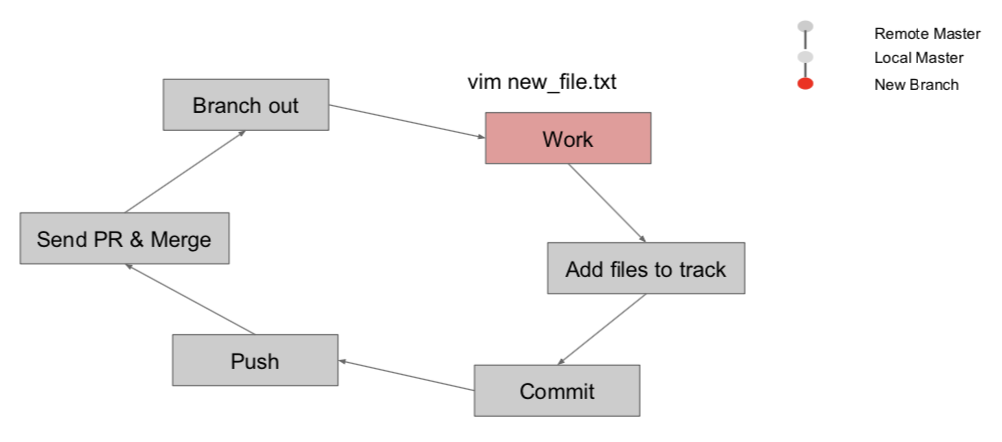 Remote Master
Local Master
New Branch
vim new_file.txt
Branch out
Work
Send PR & Merge
Add files to track
Push
Commit